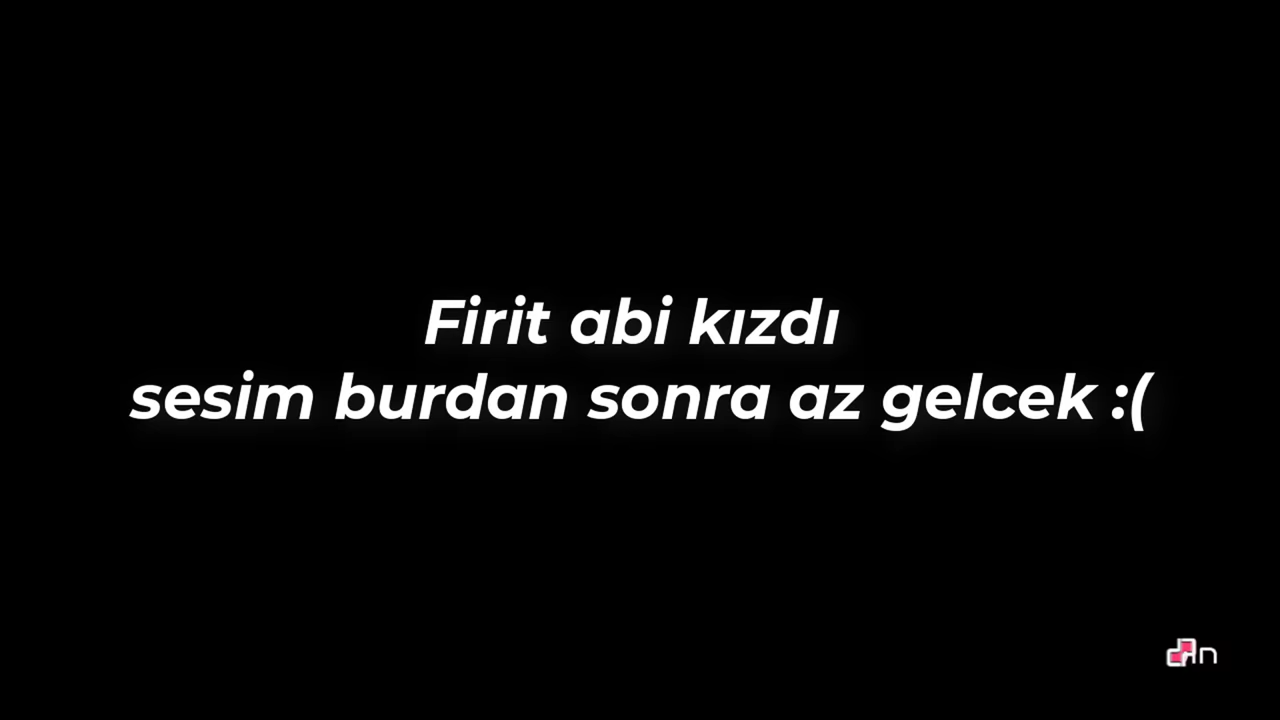 Firit abi kızdı
sesim burdan sonra az gelcek :(